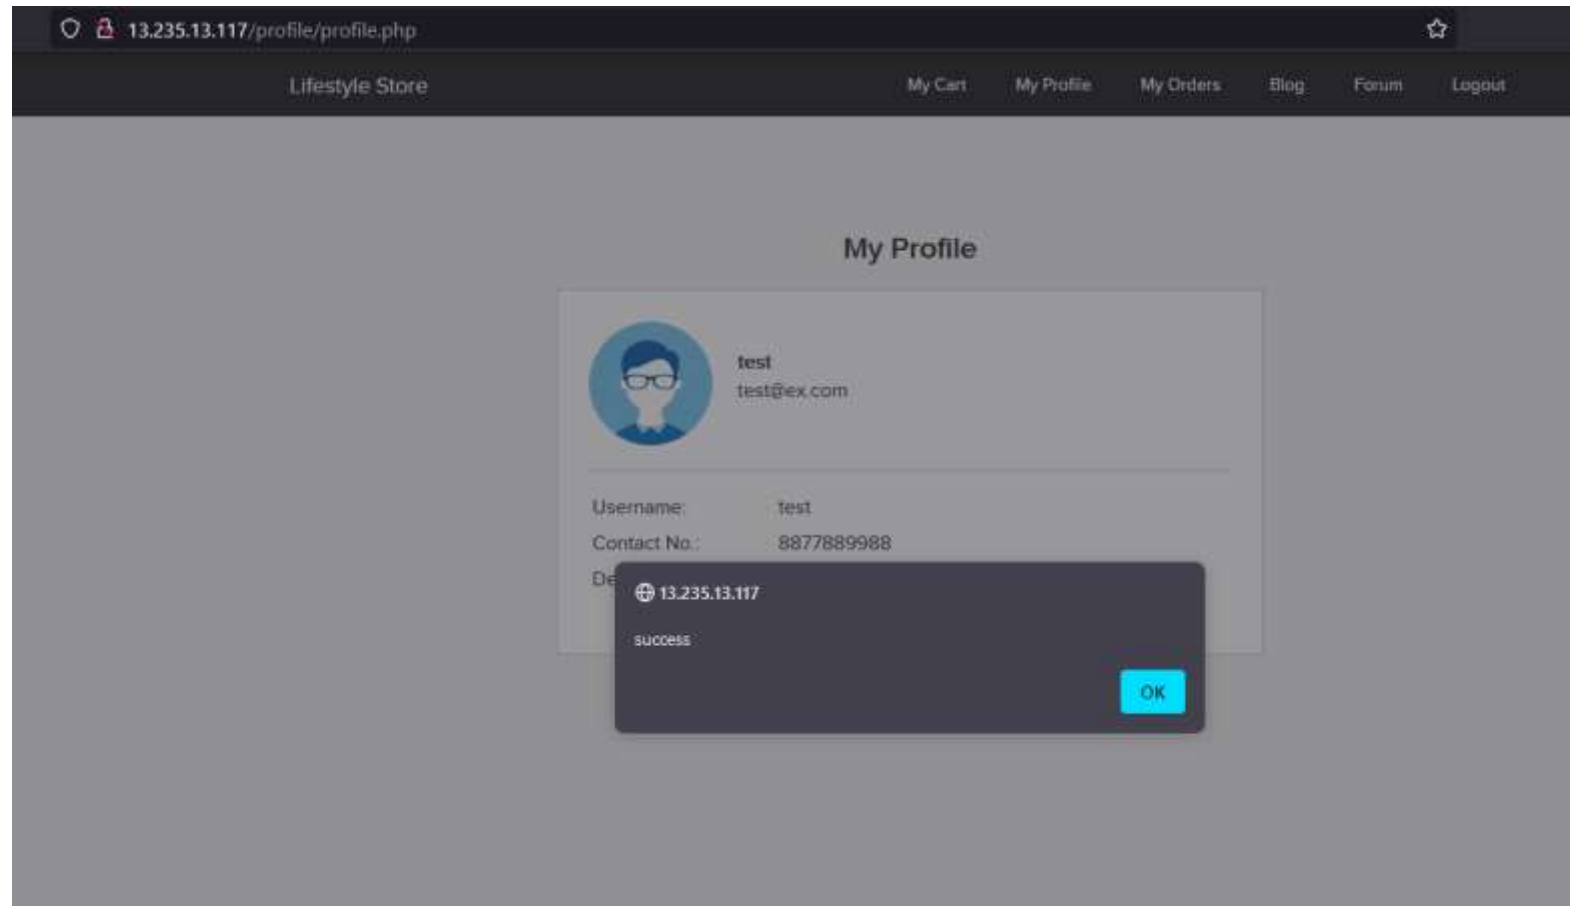 13.235.13.117/profile/profile.php
Lifestyle Store My Cart My Profile My Orders Blog Forum Logout
My Profile
test
test@ex.com
Username: test
Contact No.: 8877889988
De
13.235.13.117
success
OK